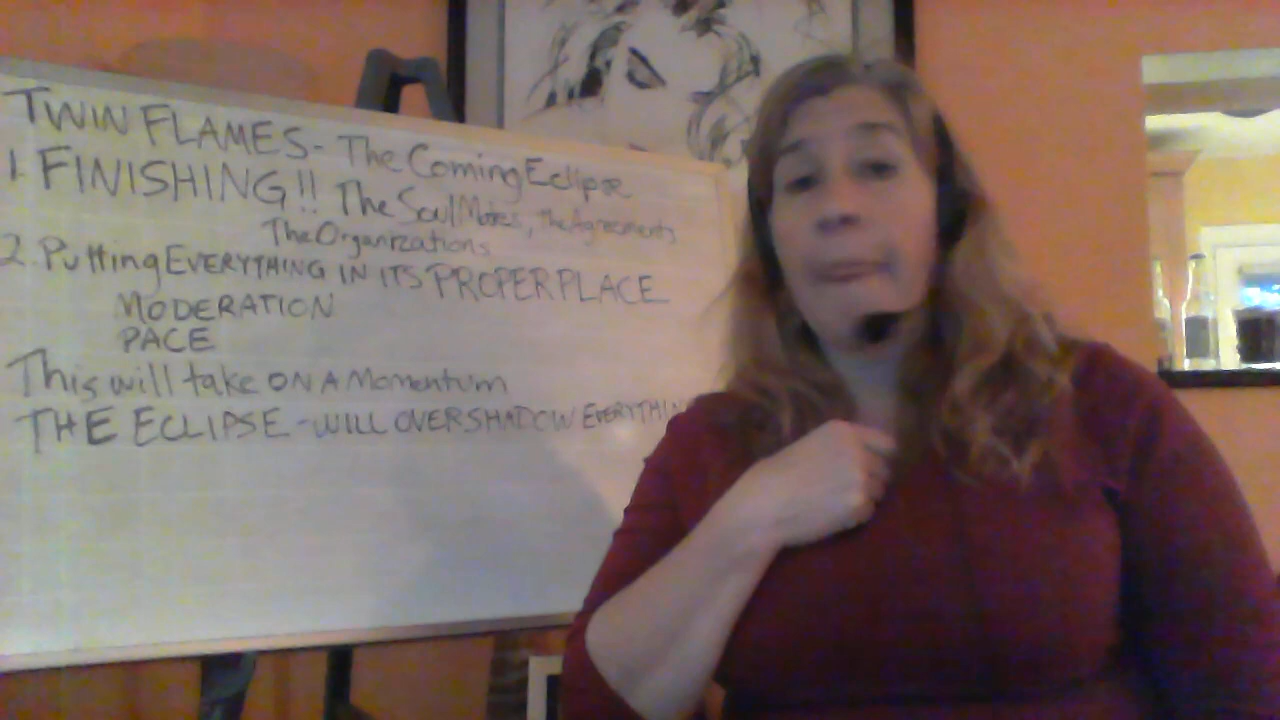 TWIN FLAMES- The Coming Eclipse
1. FINISHING!! The Soul Mates, The Agreements
The Organizations
2. Putting EVERYTHING IN ITS PROPER PLACE
MODERATION
PACE
This will take ON A Momentum
THE ECLIPSE - WILL OVERSHADOW EVERYTHIN